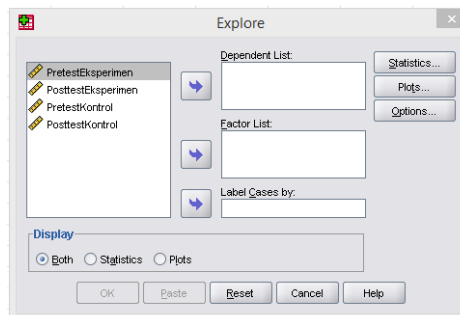 Explore
Dependent List:
Statistics...
PretestEksperimen
Plots...
PosttestEksperimen
PretestKontrol
Options...
PosttestKontrol
Factor List:
Label Cases by:
Display
Both Statistics Plots
OK Paste Reset Cancel Help